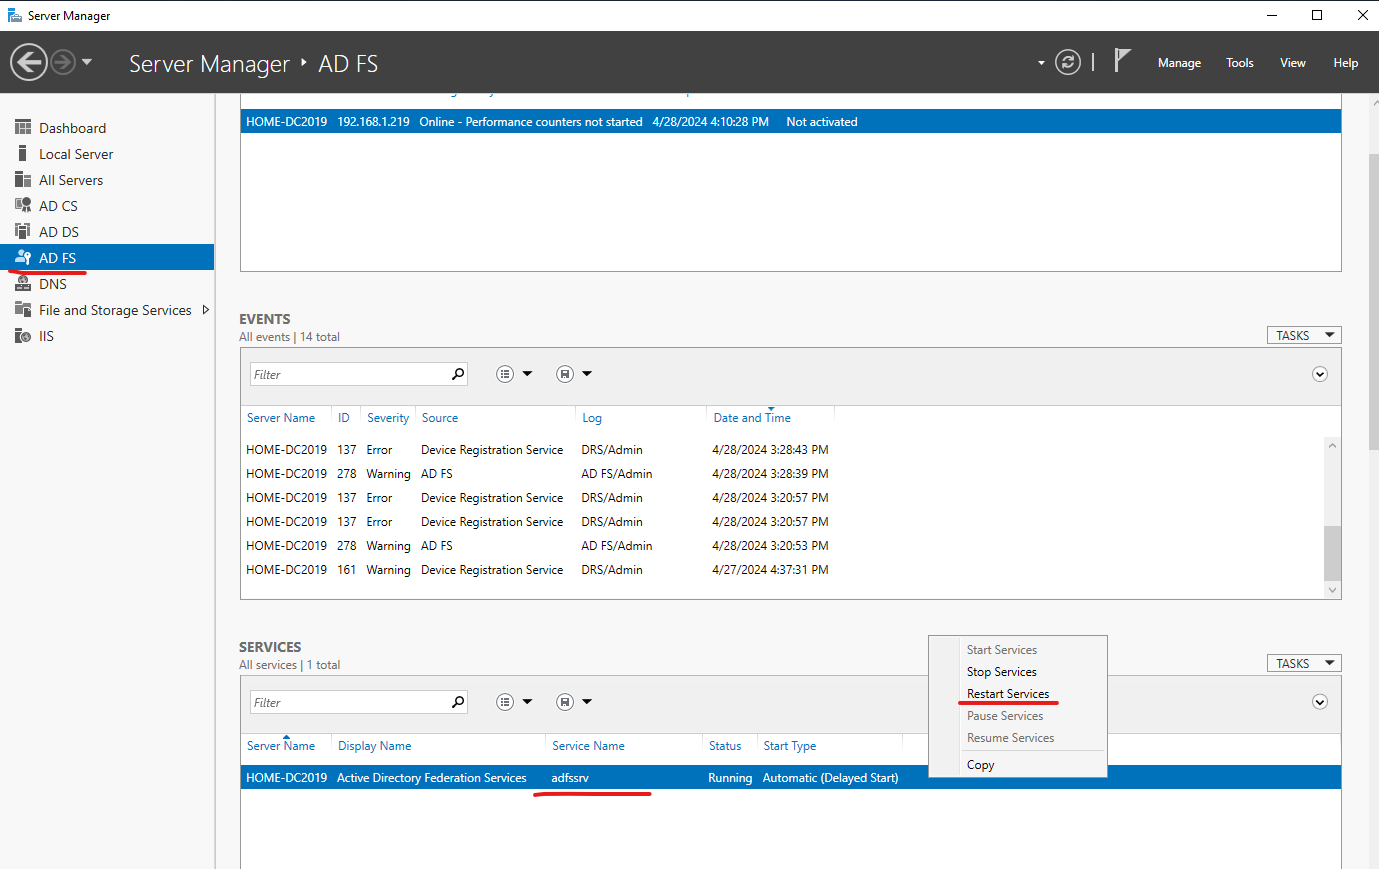 Server Manager
Server Manager ‣ AD FS
Manage Tools View Help
Dashboard
Local Server
All Servers
AD CS
AD DS
AD FS
DNS
File and Storage Services
IIS
HOME-DC2019 192.168.1.219 Online - Performance counters not started 4/28/2024 4:10:28 PM Not activated
EVENTS
All events | 14 total
TASKS
Filter
Server Name ID Severity Source Log Date and Time
HOME-DC2019 137 Error Device Registration Service DRS/Admin 4/28/2024 3:28:43 PM
HOME-DC2019 278 Warning AD FS AD FS/Admin 4/28/2024 3:28:39 PM
HOME-DC2019 137 Error Device Registration Service DRS/Admin 4/28/2024 3:20:57 PM
HOME-DC2019 137 Error Device Registration Service DRS/Admin 4/28/2024 3:20:57 PM
HOME-DC2019 278 Warning AD FS AD FS/Admin 4/28/2024 3:20:53 PM
HOME-DC2019 161 Warning Device Registration Service DRS/Admin 4/27/2024 4:37:31 PM
SERVICES
All services | 1 total
TASKS
Filter
Server Name Display Name Service Name Status Start Type
HOME-DC2019 Active Directory Federation Services adfssrv Running Automatic (Delayed Start)
Start Services
Stop Services
Restart Services
Pause Services
Resume Services
Copy